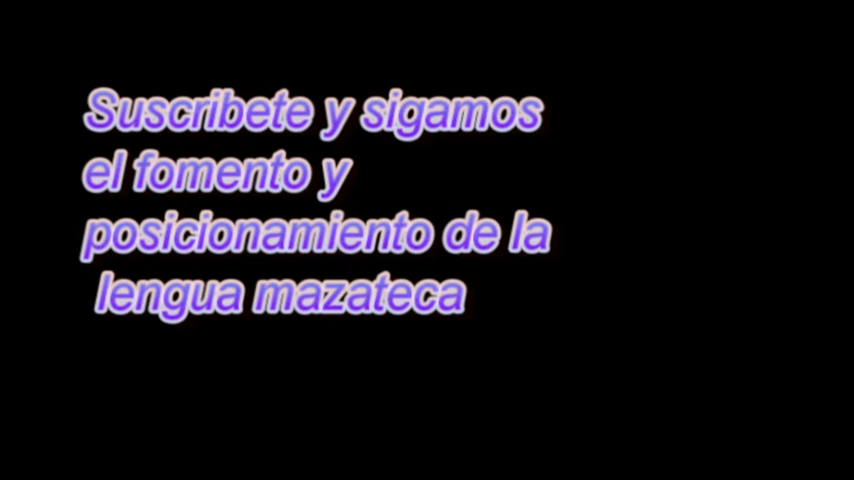 Suscribete y sigamos
el fomento y
posicionamiento de la
lengua mazateca